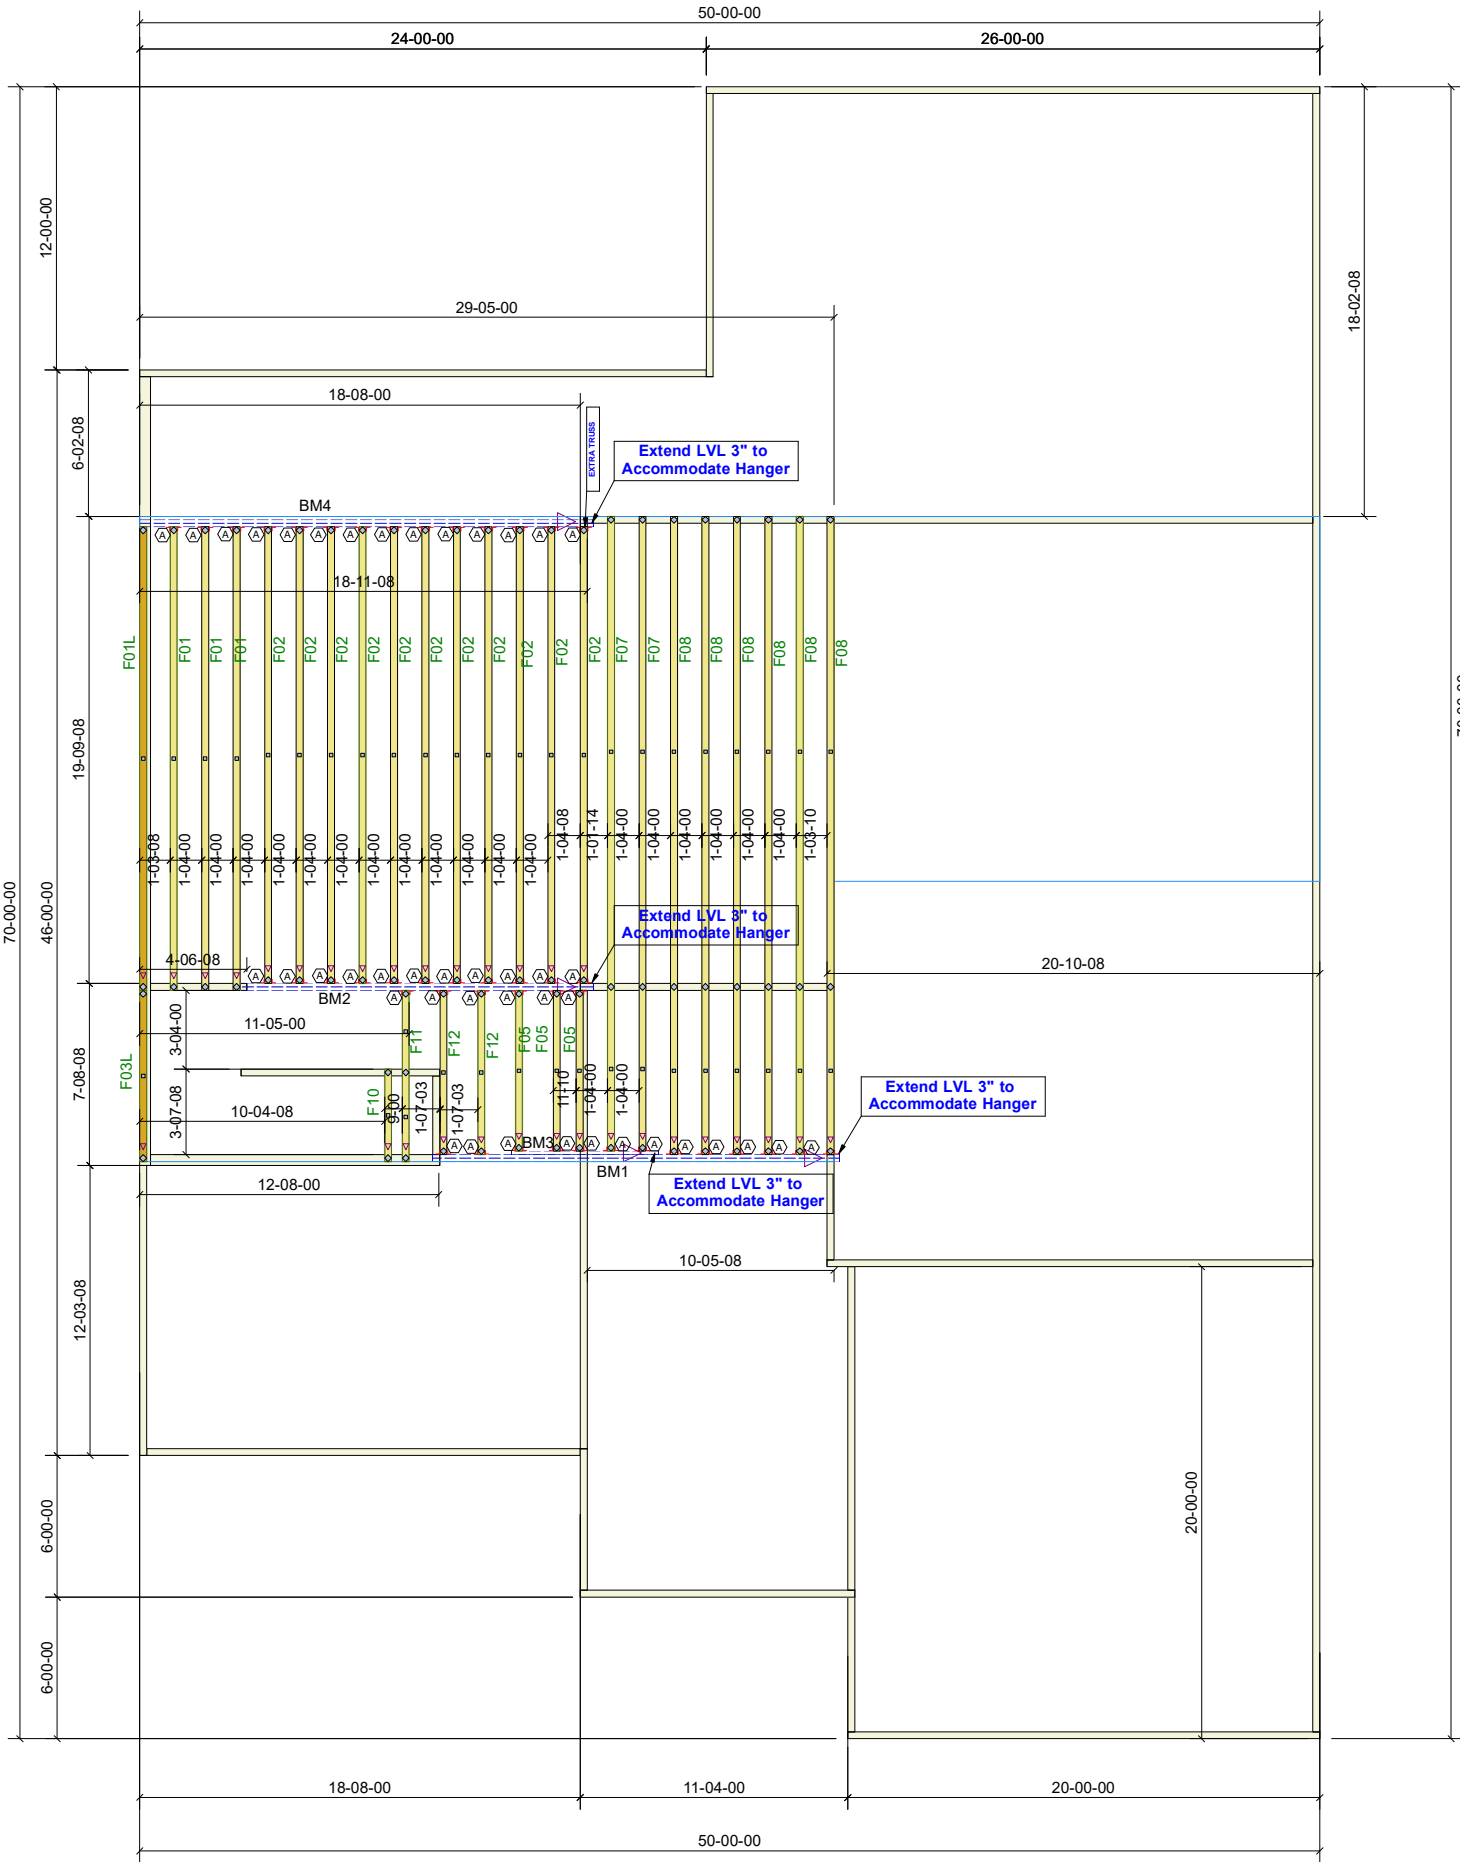 50-00-00
24-00-00
26-00-00
12-00-00
18-02-08
29-05-00
18-08-00
6-02-08
EXTRA TRUSS
Extend LVL 3" to
Accommodate Hanger
BM4
A A A A A A A A A A A A A A
18-11-08
F01L
F01
F01
F01
F02
F02
F02
F02
F02
F02
F02
F02
F02
F02
F02
F07
F07
F08
F08
F08
F08
F08
F08
19-09-08
1-03-08
1-04-00
1-04-00
1-04-00
1-04-00
1-04-00
1-04-00
1-04-00
1-04-00
1-04-00
1-04-00
1-04-00
1-04-00
1-04-08
1-01-14
1-04-00
1-04-00
1-04-00
1-04-00
1-04-00
1-04-00
1-03-10
70-00-00
46-00-00
Extend LVL 3" to
Accommodate Hanger
4-06-08
20-10-08
A A A A A A A A A A A
BM2
A A A A A A
11-05-00
3-04-00
F11
F12
F12
F05
F05
F05
7-08-08
F03L
Extend LVL 3" to
Accommodate Hanger
3-07-08
10-04-08
F10
9-00
1-07-03
1-07-03
11-10
1-04-00
1-04-00
BM3
A A A A A A A A A A A A
BM1
Extend LVL 3" to
Accommodate Hanger
12-08-00
10-05-08
12-03-08
20-00-00
6-00-00
6-00-00
18-08-00
11-04-00
20-00-00
50-00-00